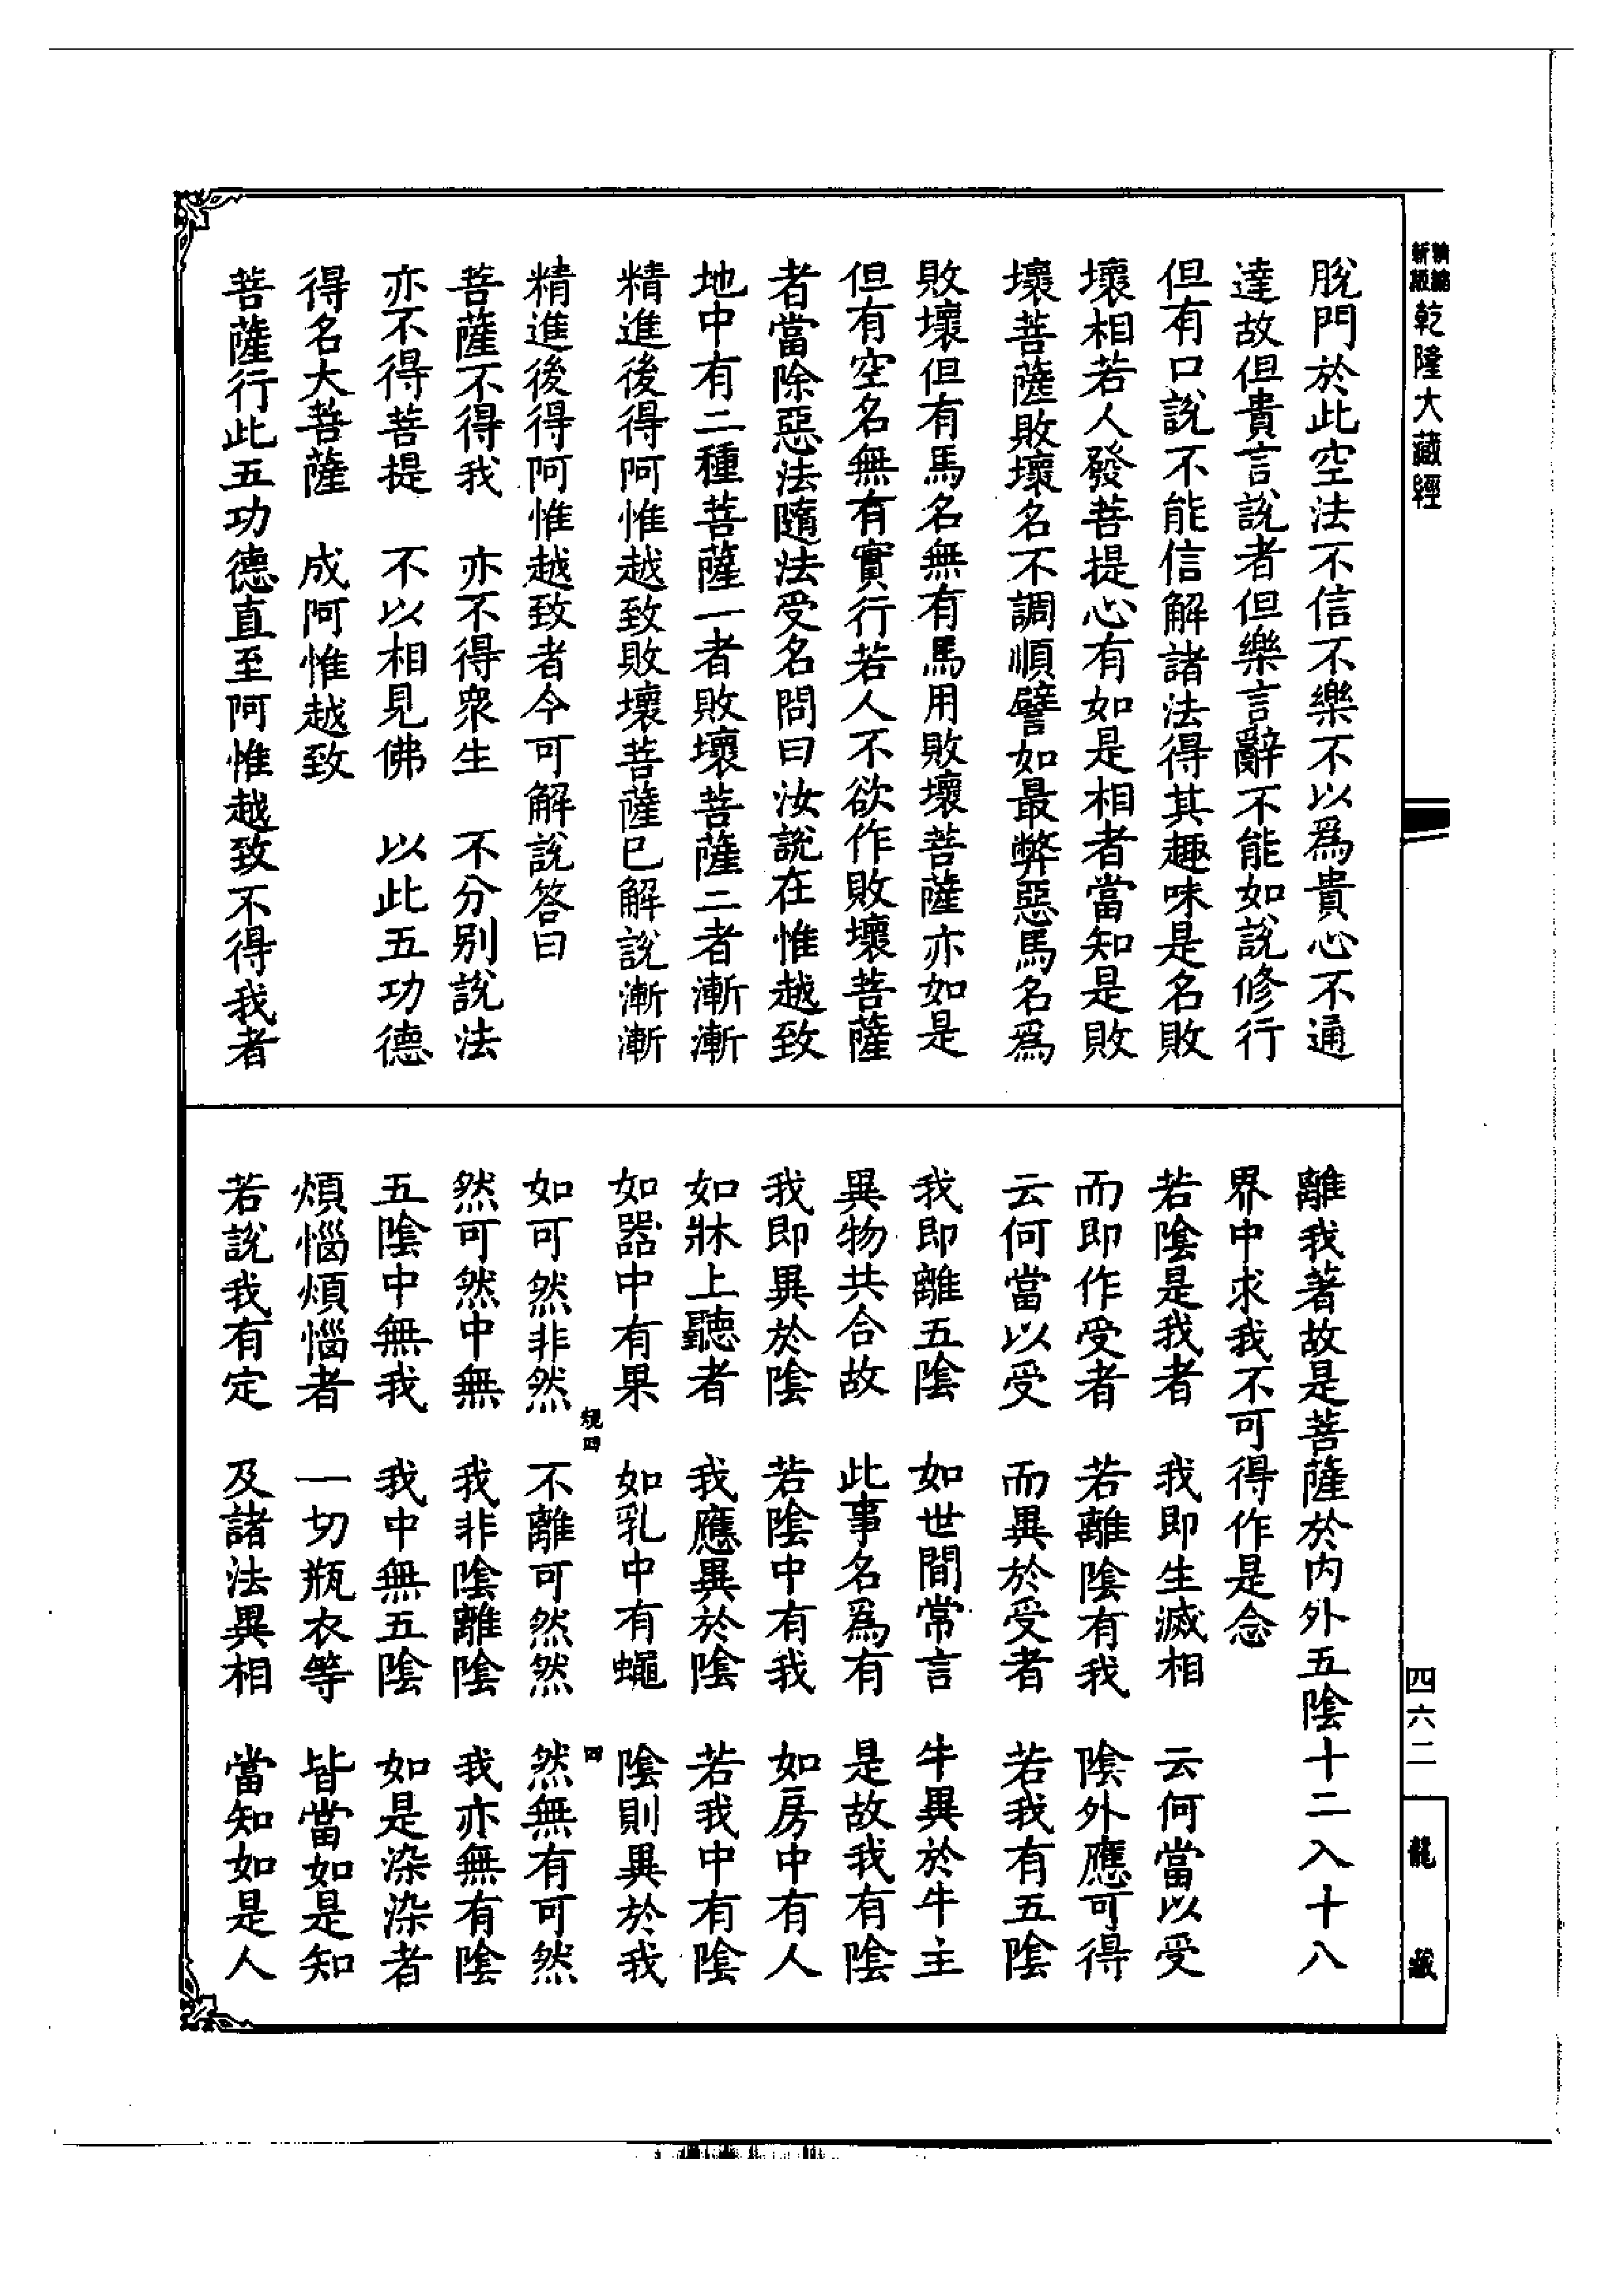 精縮新版乾隆大藏經
脫門於此空法不信不樂不以爲貴心不通
達故但貴言說者但樂言辭不能如說修行
但有口說不能信解諸法得其趣味是名敗
壞相若人發菩提心有如是相者當知是敗
壞菩薩敗壞名不調順譬如最弊惡馬名爲
敗壞但有馬名無有馬用敗壞菩薩亦如是
但有空名無有實行若人不欲作敗壞菩薩
者當除惡法隨法受名問曰汝說在惟越致
地中有二種菩薩一者敗壞菩薩二者漸漸
精進後得阿惟越致敗壞菩薩已解說漸漸
精進後得阿惟越致者今可解說答曰
菩薩不得我　亦不得衆生　不分別說法
亦不得菩提　不以相見佛　以此五功德
得名大菩薩　成阿惟越致
菩薩行此五功德直至阿惟越致不得我者
離我著故是菩薩於內外五陰十二入十八
界中求我不可得作是念
若陰是我者　我即生滅相　云何當以受
而即作受者　若離陰有我　陰外應可得
云何當以受　而異於受者　若我有五陰
我即離五陰　如世間常言　牛異於牛主
異物共合故　此事名爲有　是故我有陰
我即異於陰　若陰中有我　如房中有人
如牀上聽者　我應異於陰　若我中有陰
如器中有果　如乳中有蠅　陰則異於我
如可然非然　不離可然然　然無有可然
然可然中無　我非陰離陰　我亦無有陰
五陰中無我　我中無五陰　如是染染者
煩惱煩惱者　一切瓶衣等　皆當如是知
若說我有定　及諸法異相　當知如是人
四六二
龍藏